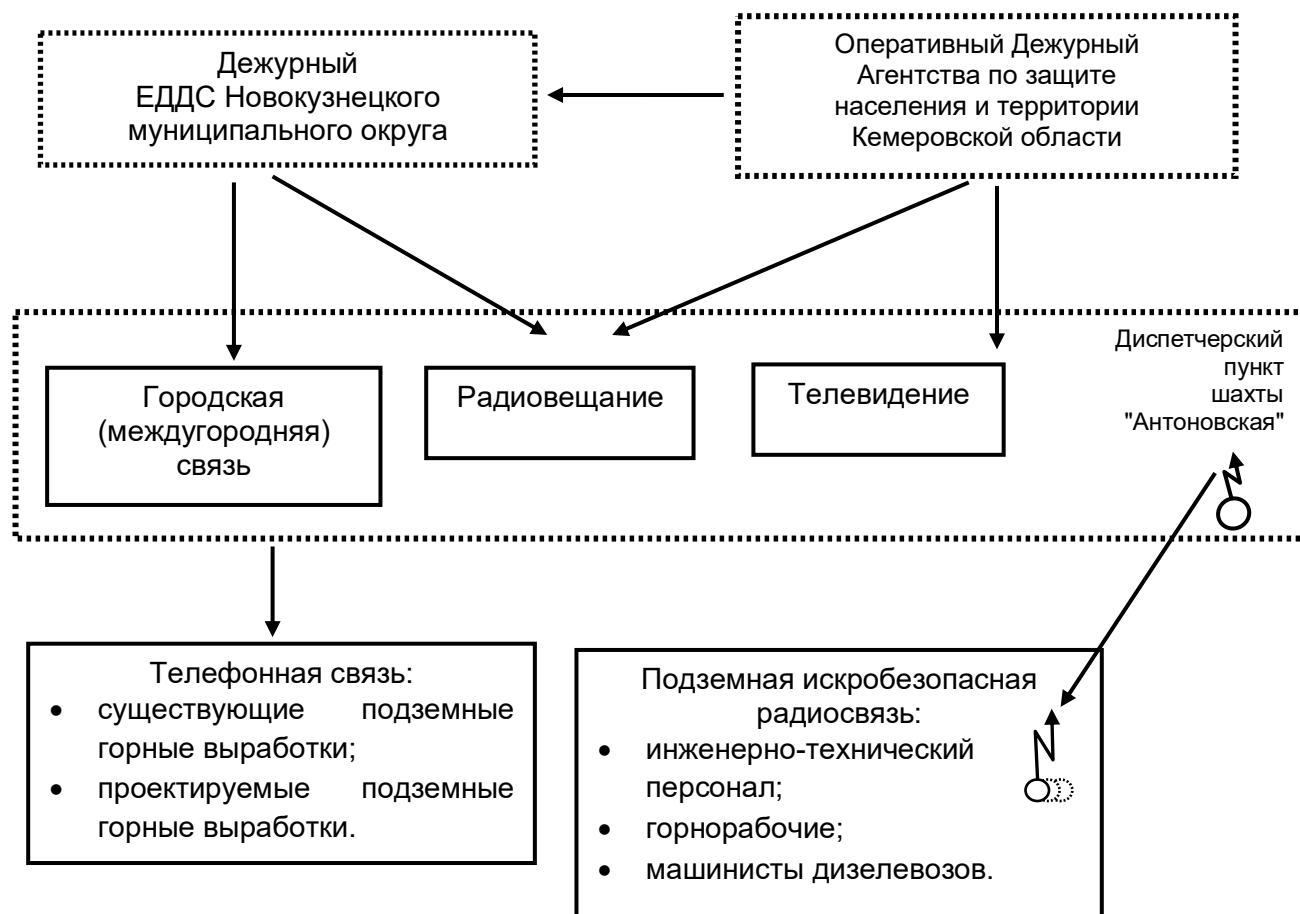 Дежурный
ЕДДС Новокузнецкого
муниципального округа
Оперативный Дежурный
Агентства по защите
населения и территории
Кемеровской области
Городская
(междугородняя)
связь
Радиовещание
Телевидение
Диспетчерский
пункт
шахты
"Антоновская"
Телефонная связь:
• существующие подземные
горные выработки;
• проектируемые подземные
горные выработки.
Подземная искробезопасная
радиосвязь:
• инженерно-технический
персонал;
• горнорабочие;
• машинисты дизелевозов.